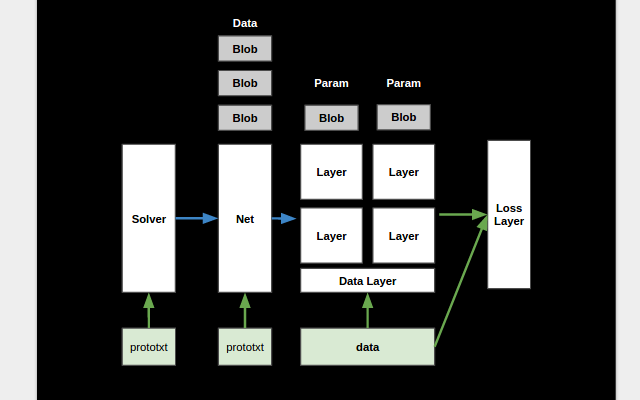 Data
Blob
Blob
Param
Param
Blob
Blob
Blob
Layer
Layer
Solver
Net
Layer
Layer
Loss
Layer
Data Layer
prototxt
prototxt
data